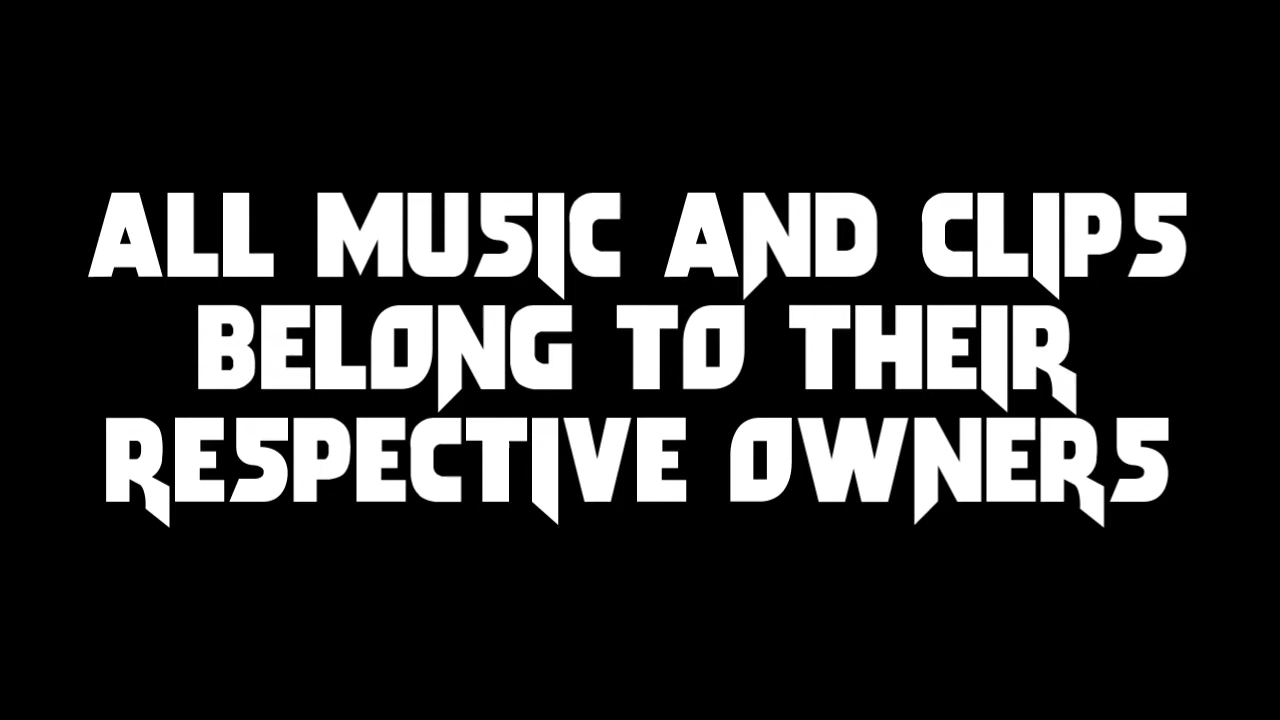 ALL MUSIC AND CLIPS
BELONG TO THEIR
RESPECTIVE OWNERS